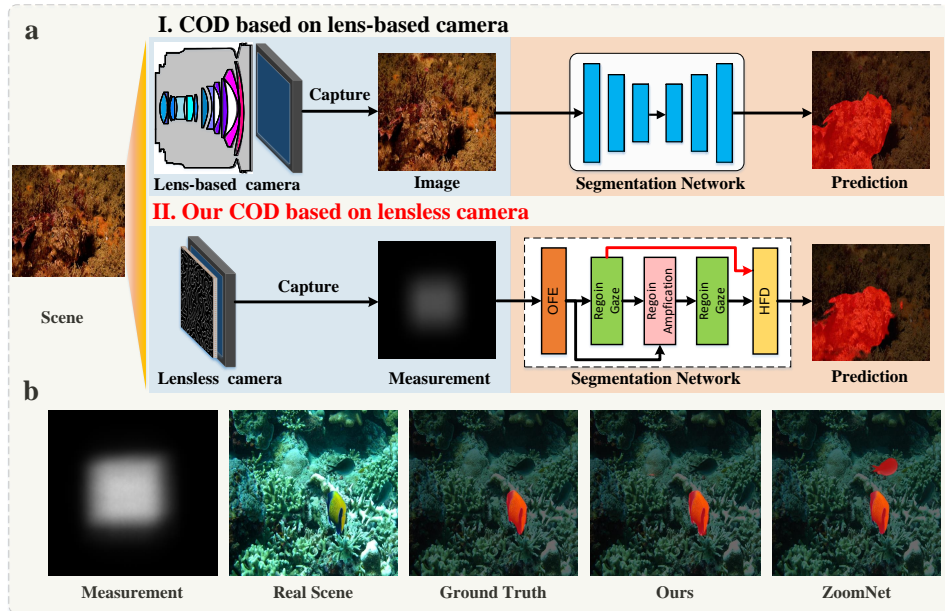 a
I. COD based on lens-based camera
Capture
Lens-based camera
Image
Segmentation Network
Prediction
II. Our COD based on lensless camera
Scene
Capture
Lensless camera
Measurement
OFE
Regoin
Gaze
Regoin
Ampfication
Regoin
Gaze
HFD
Segmentation Network
Prediction
b
Measurement
Real Scene
Ground Truth
Ours
ZoomNet